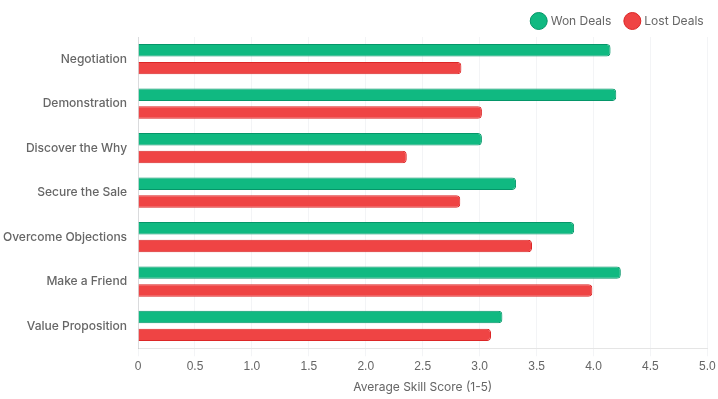 Won Deals
Lost Deals
Negotiation
Demonstration
Discover the Why
Secure the Sale
Overcome Objections
Make a Friend
Value Proposition
0 0.5 1.0 1.5 2.0 2.5 3.0 3.5 4.0 4.5 5.0
Average Skill Score (1-5)